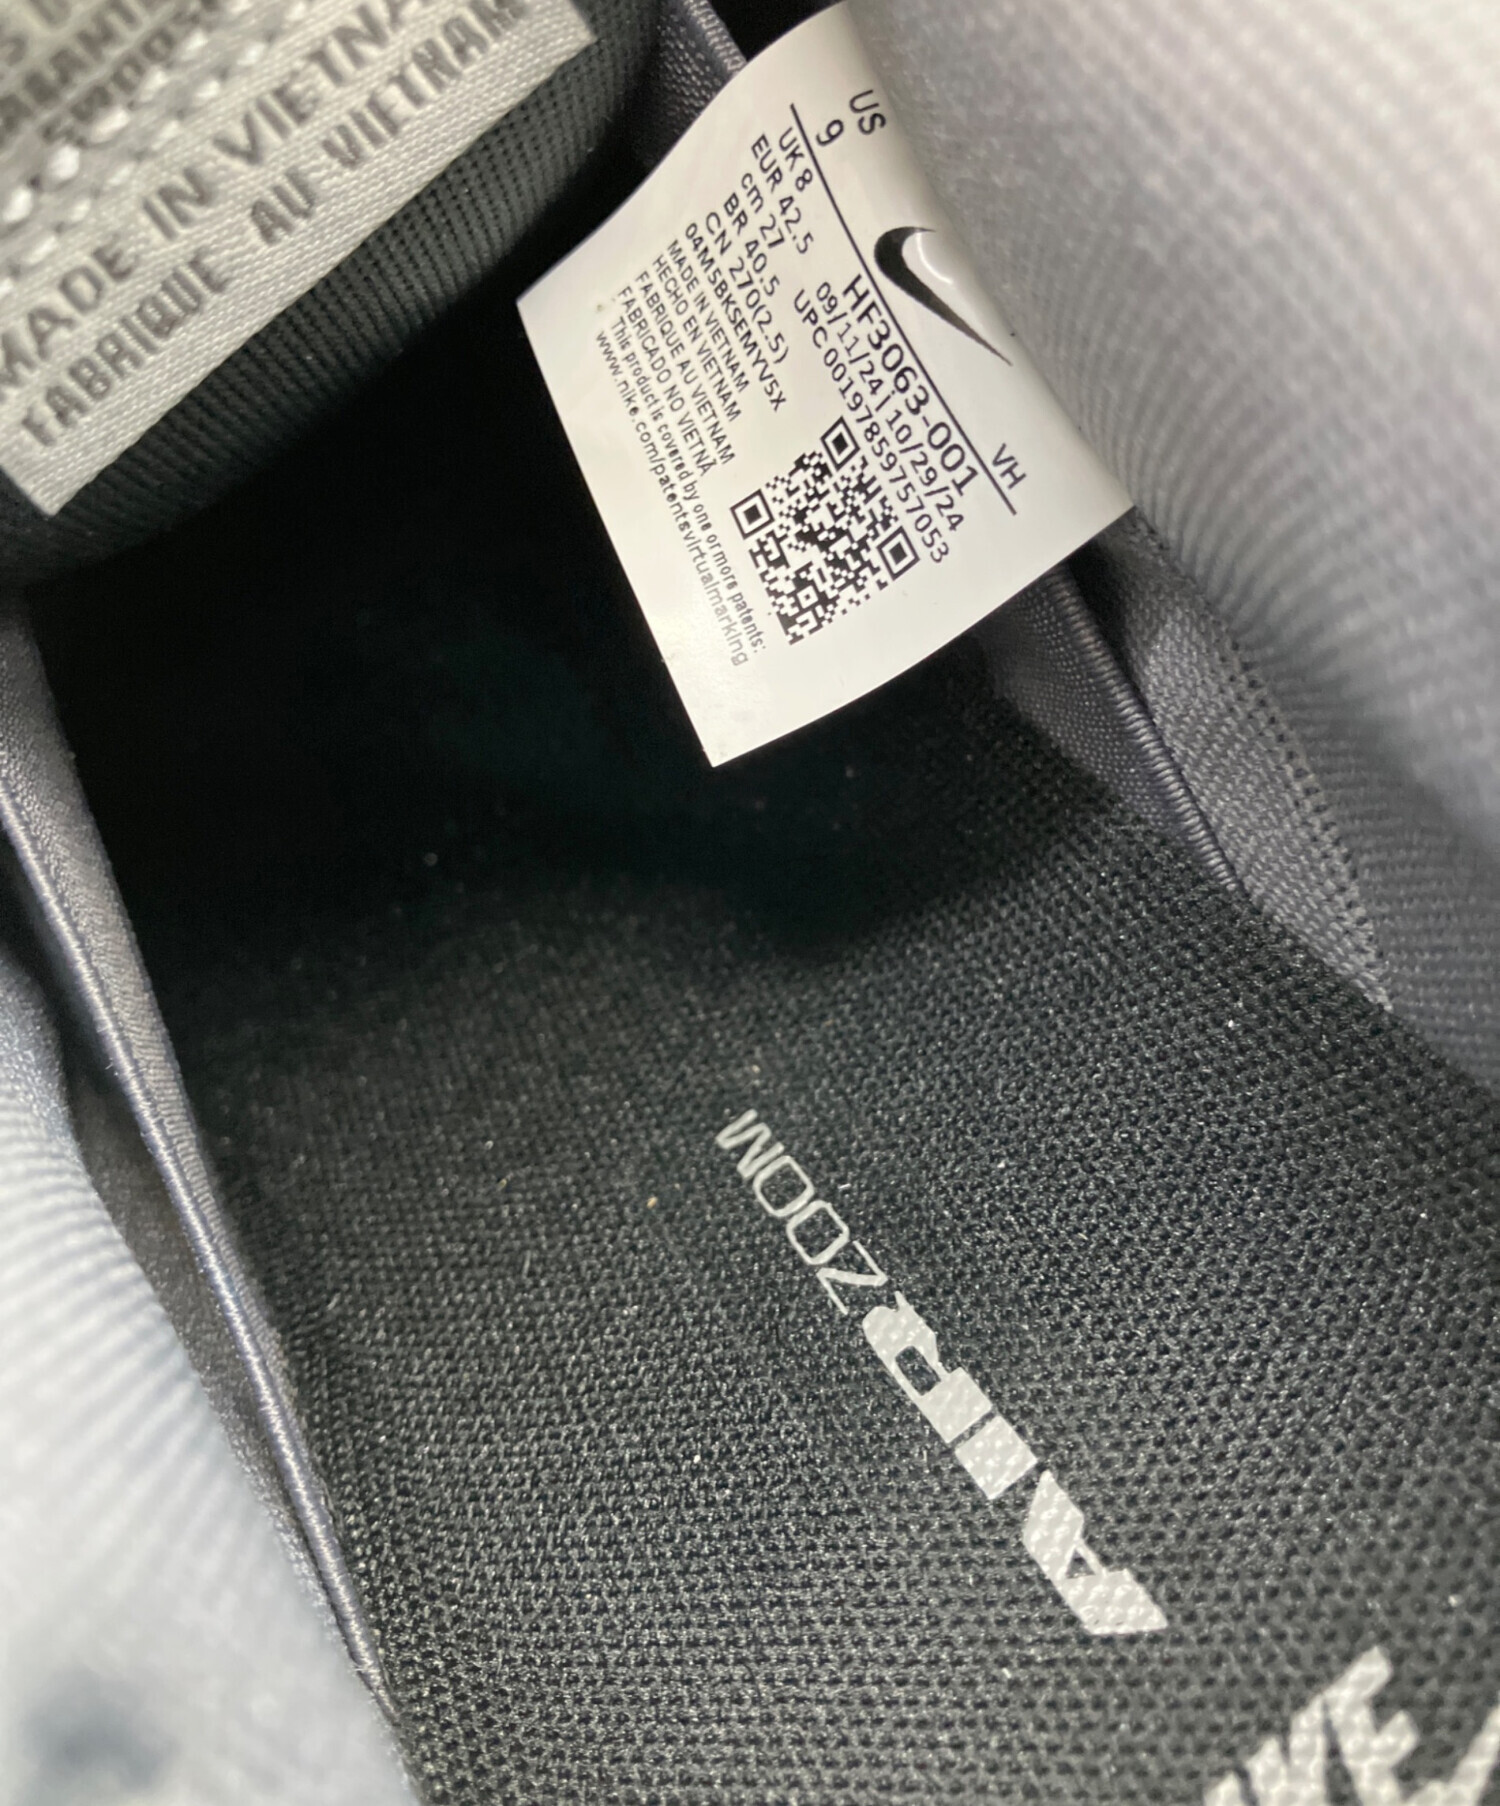 MADE IN VIETNA
FABRIQUE AU VIETNAM
US
9
UK 8
EUR 42.5
cm 27
BR 40.5
CN 270(2.5)
04MSBKSEMYV5X
MADE IN VIETNAM
HECHO EN VIETNAM
FABRIQUE AU VIETNAM
FABRICADO NO VIETNÃ
This product is covered by one or more patents:
www.nike.com/patentsvirtualmarking
HF3063-001
VH
09/11/24 | 10/29/24
UPC 00197859757053
AIR ZOOM